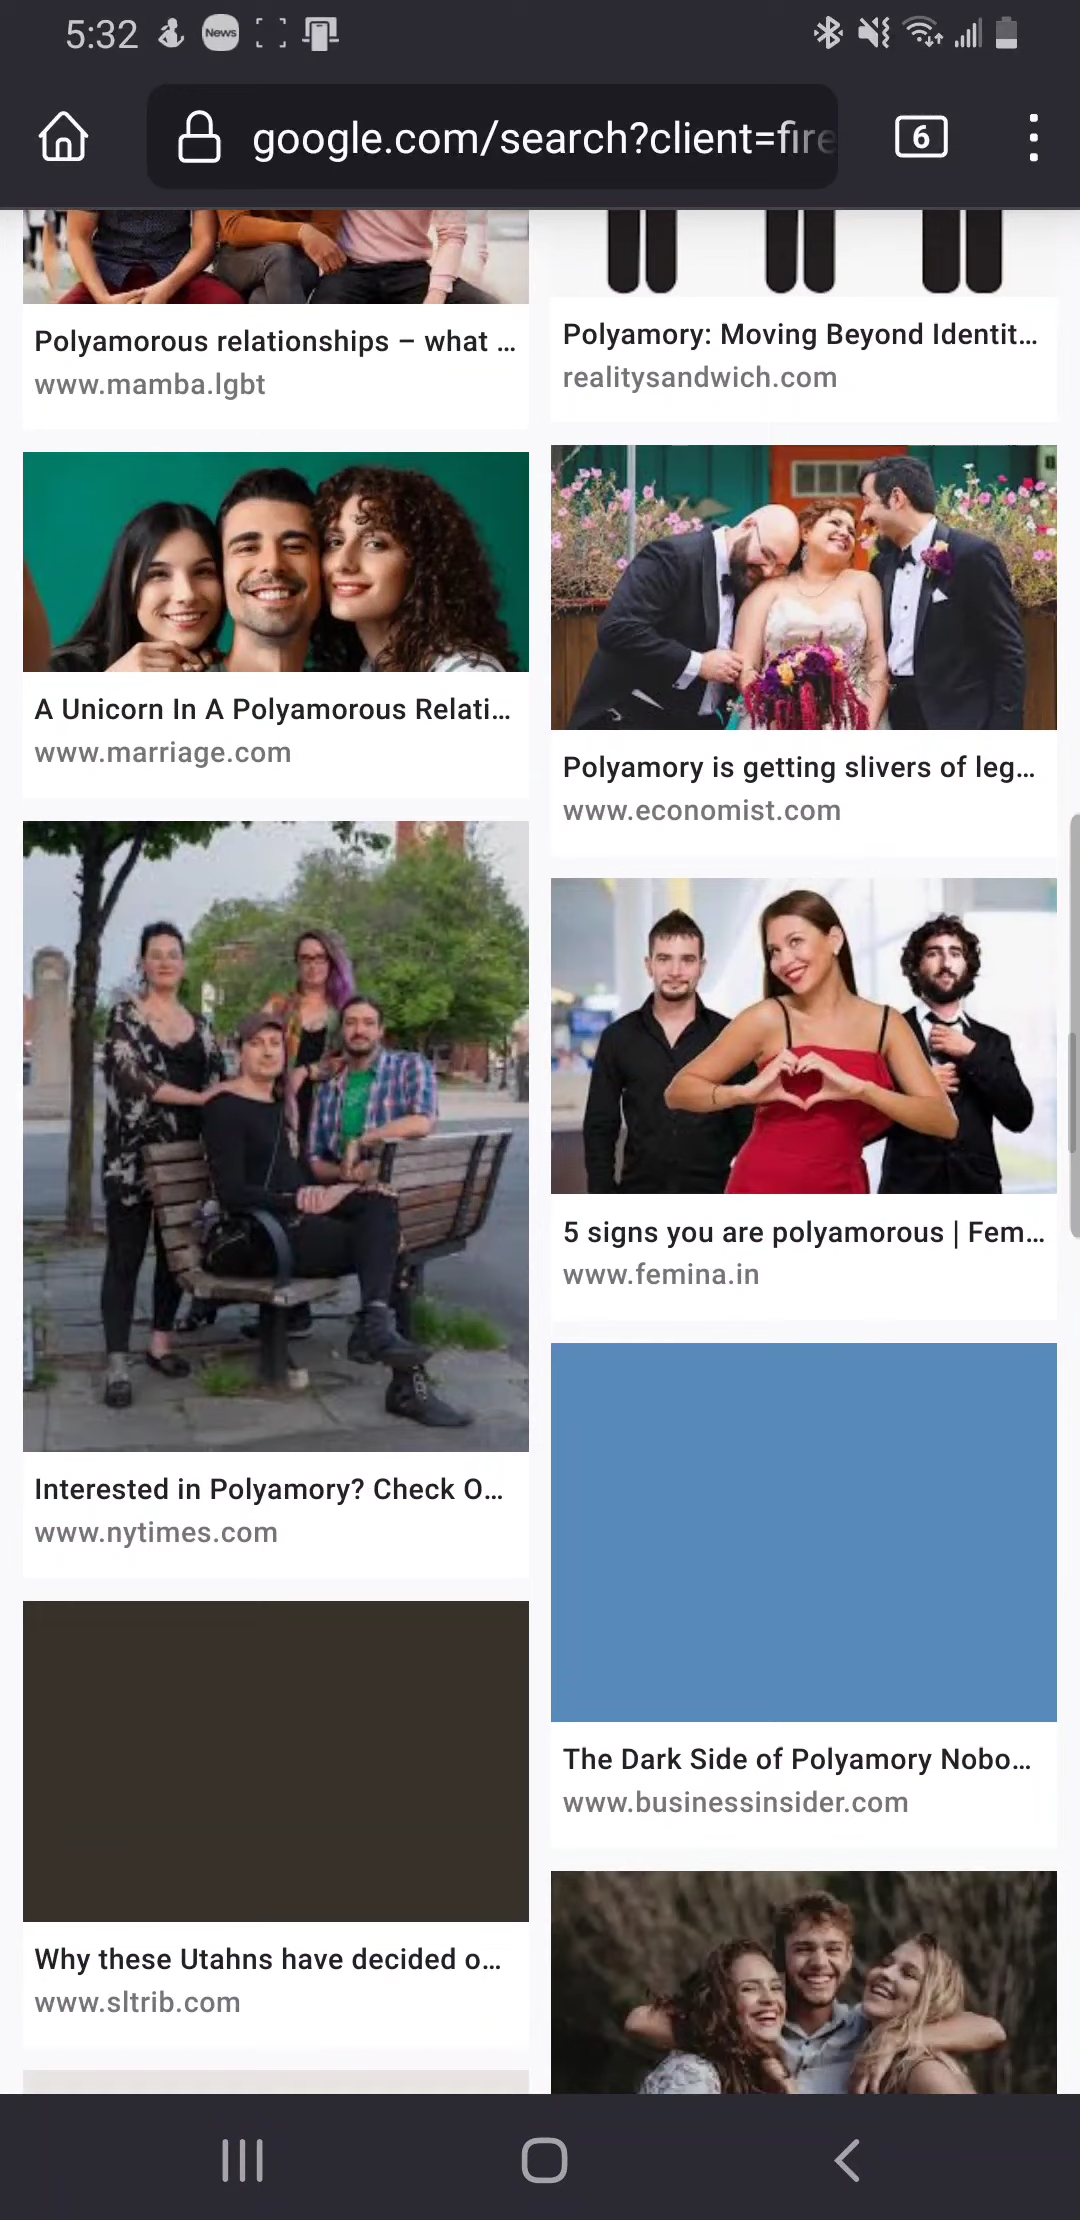 5:32
News
google.com/search?client=fire
6
Polyamorous relationships – what ...
www.mamba.lgbt
Polyamory: Moving Beyond Identit...
realitysandwich.com
A Unicorn In A Polyamorous Relati...
www.marriage.com
Polyamory is getting slivers of leg...
www.economist.com
5 signs you are polyamorous | Fem...
www.femina.in
Interested in Polyamory? Check O...
www.nytimes.com
The Dark Side of Polyamory Nobo...
www.businessinsider.com
Why these Utahns have decided o...
www.sltrib.com